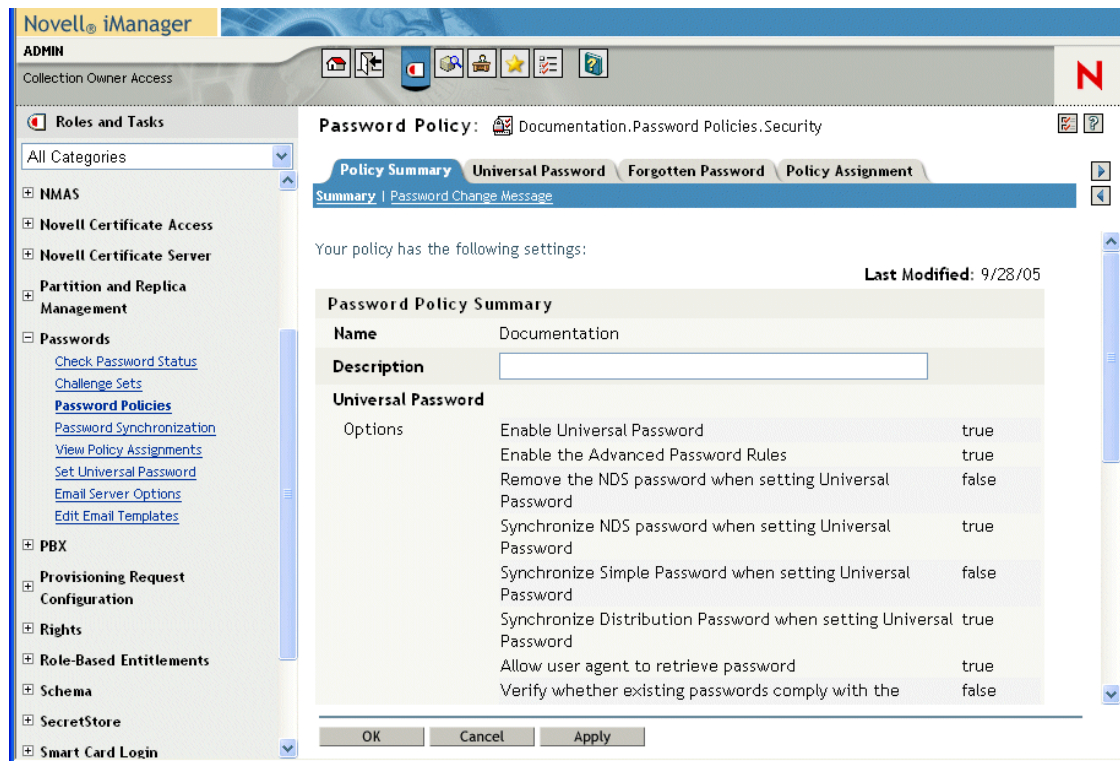 Novell® iManager
ADMIN
Collection Owner Access
N
Roles and Tasks
All Categories
NMAS
Novell Certificate Access
Novell Certificate Server
Partition and Replica
Management
Passwords
Check Password Status
Challenge Sets
Password Policies
Password Synchronization
View Policy Assignments
Set Universal Password
Email Server Options
Edit Email Templates
PBX
Provisioning Request
Configuration
Rights
Role-Based Entitlements
Schema
SecretStore
Smart Card Login
Password Policy: Documentation.Password Policies.Security
Policy Summary Universal Password Forgotten Password Policy Assignment
Summary | Password Change Message
Your policy has the following settings:
Last Modified: 9/28/05
Password Policy Summary
Name Documentation
Description
Universal Password
Options Enable Universal Password true
Enable the Advanced Password Rules true
Remove the NDS password when setting Universal false
Password
Synchronize NDS password when setting Universal true
Password
Synchronize Simple Password when setting Universal false
Password
Synchronize Distribution Password when setting Universal true
Password
Allow user agent to retrieve password true
Verify whether existing passwords comply with the false
OK Cancel Apply